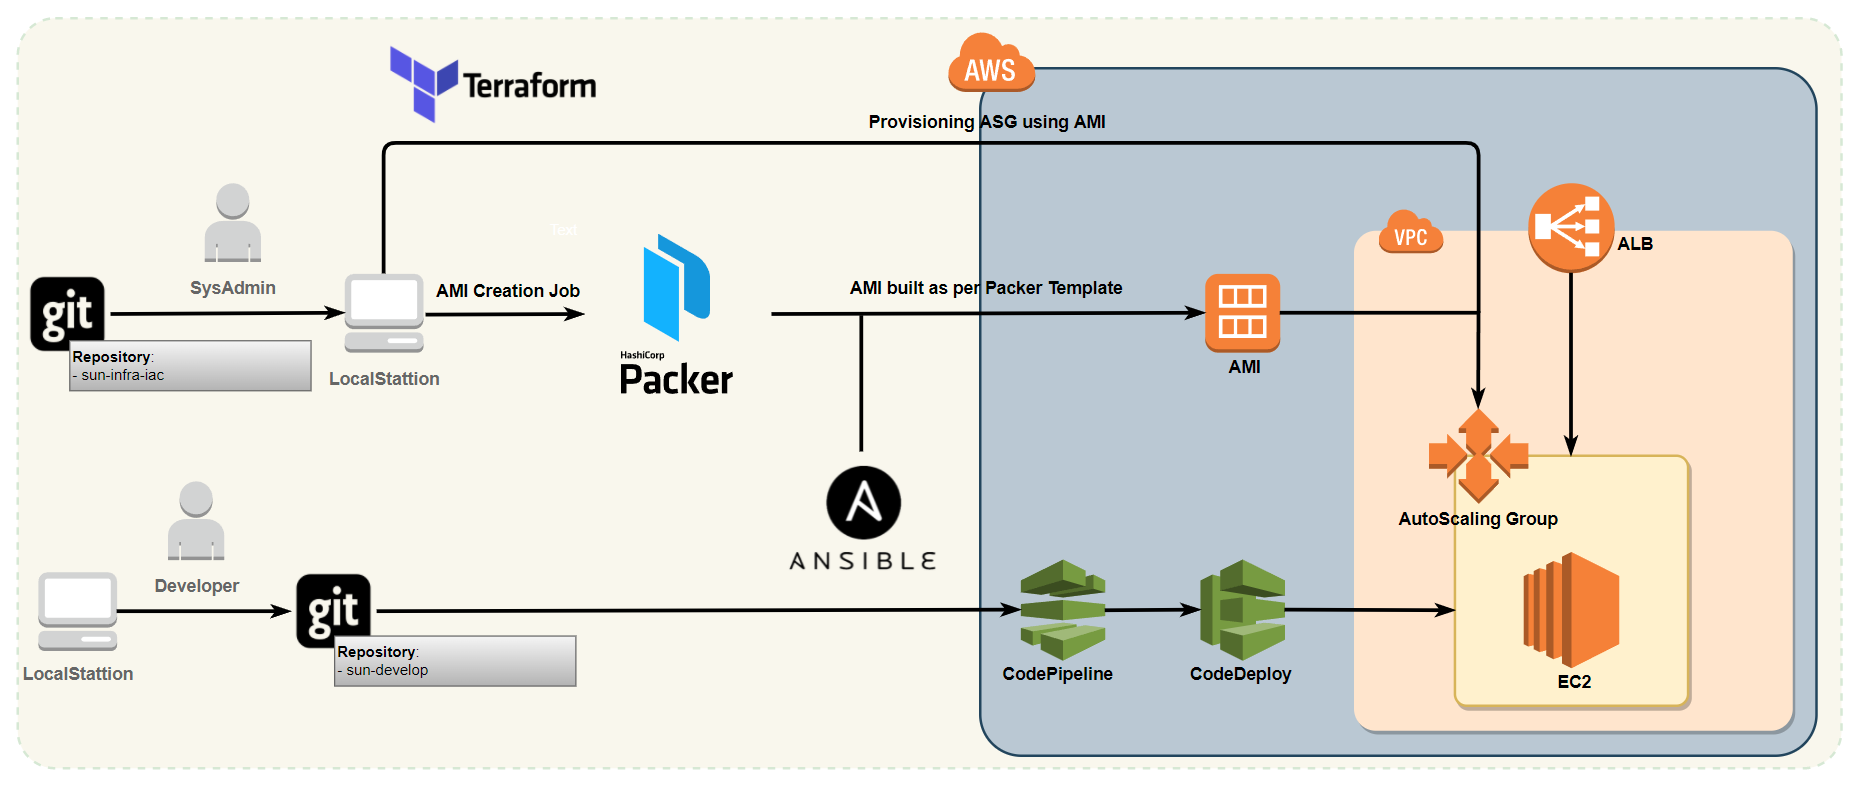 Terraform
AWS
Provisioning ASG using AMI
Text
VPC
ALB
SysAdmin
git
AMI Creation Job
AMI built as per Packer Template
Repository:
- sun-infra-iac
LocalStattion
HashiCorp
Packer
AMI
AutoScaling Group
ANSIBLE
Developer
git
Repository:
- sun-develop
LocalStattion
CodePipeline
CodeDeploy
EC2